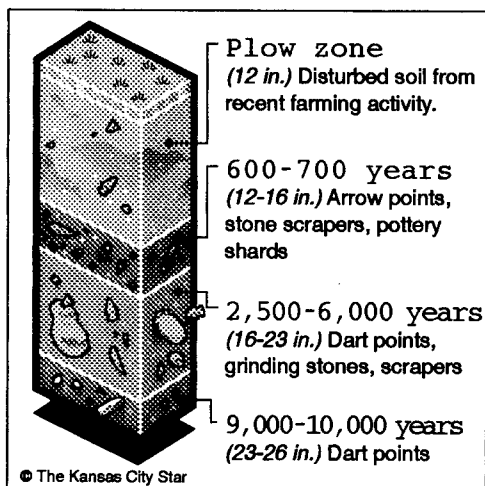 Plow zone
(12 in.) Disturbed soil from
recent farming activity.
600-700 years
(12-16 in.) Arrow points,
stone scrapers, pottery
shards
2,500-6,000 years
(16-23 in.) Dart points,
grinding stones, scrapers
9,000-10,000 years
(23-26 in.) Dart points
© The Kansas City Star